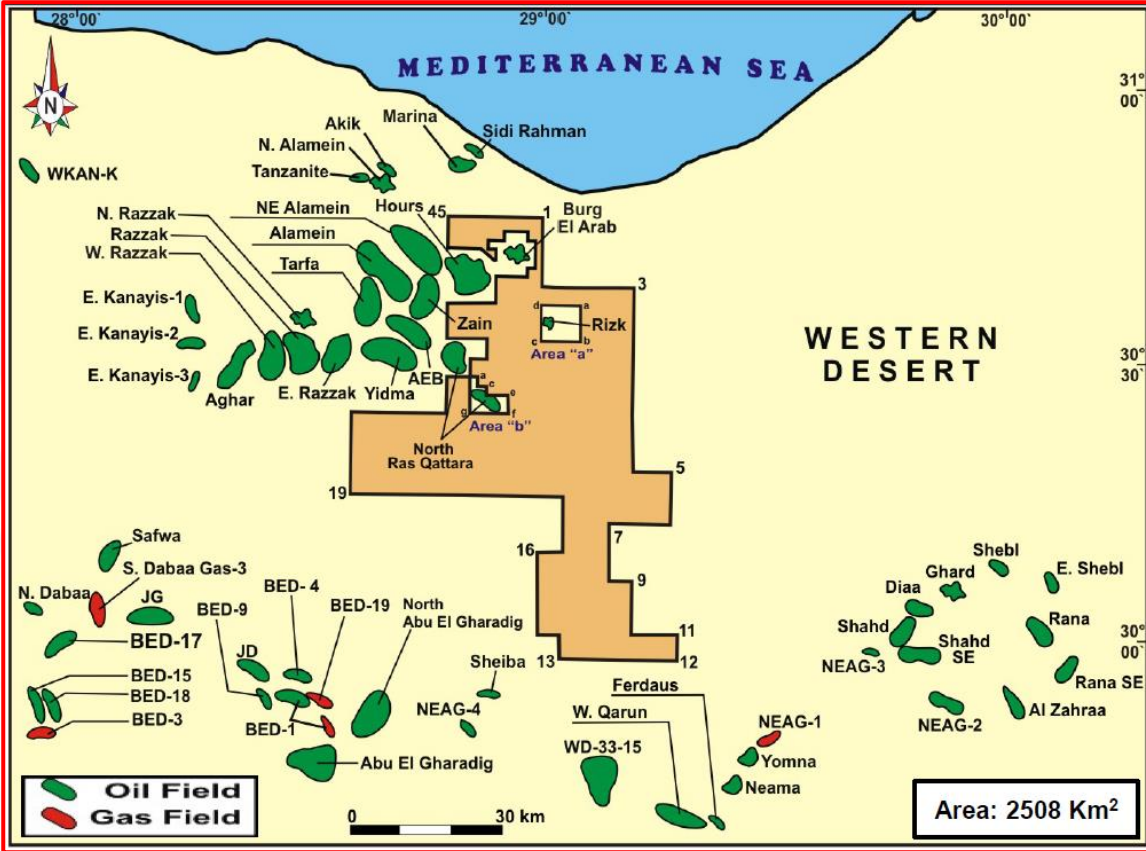 28°00`
29°00`
30°00`
MEDITERRANEAN SEA
31°
00`
N
Marina
Akik
Sidi Rahman
N. Alamein
Tanzanite
WKAN-K
NE Alamein
Hours
45
1
Burg
El Arab
N. Razzak
Razzak
Alamein
W. Razzak
Tarfa
3
E. Kanayis-1
d
a
Zain
Rizk
WESTERN
DESERT
E. Kanayis-2
c
b
Area "a"
30°
30`
E. Kanayis-3
Aghar
E. Razzak
Yidma
AEB
a
c
e
g
f
Area "b"
North
Ras Qattara
5
19
7
16
9
Safwa
S. Dabaa Gas-3
N. Dabaa
JG
BED-9
BED- 4
BED-19
North
Abu El Gharadig
Shebl
Ghard
E. Shebl
Diaa
BED-17
11
Shahd
Rana
30°
00`
JD
13
12
NEAG-3
Shahd
SE
BED-15
Sheiba
Rana SE
BED-18
Ferdaus
BED-3
BED-1
NEAG-4
W. Qarun
NEAG-1
NEAG-2
Al Zahraa
WD-33-15
Abu El Gharadig
Yomna
Neama
Oil Field
Gas Field
0
30 km
Area: 2508 Km²